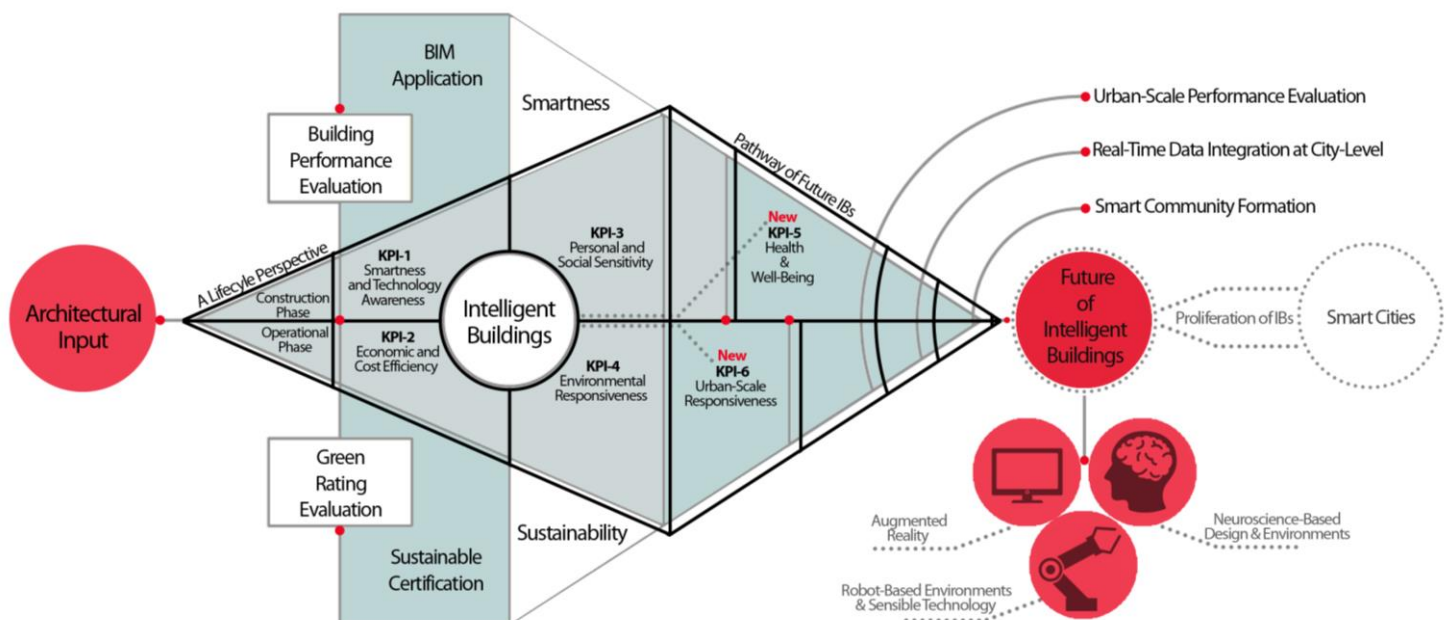 Architectural
Input
A Lifecyle Perspective
Construction
Phase
Operational
Phase
Building
Performance
Evaluation
Green
Rating
Evaluation
BIM
Application
Sustainable
Certification
Smartness
Sustainability
KPI-1
Smartness
and Technology
Awareness
KPI-2
Economic and
Cost Efficiency
Intelligent
Buildings
KPI-3
Personal and
Social Sensitivity
KPI-4
Environmental
Responsiveness
Pathway of Future IBs
New
KPI-5
Health
&
Well-Being
New
KPI-6
Urban-Scale
Responsiveness
Urban-Scale Performance Evaluation
Real-Time Data Integration at City-Level
Smart Community Formation
Future
of
Intelligent
Buildings
Proliferation of IBs
Smart Cities
Augmented
Reality
Neuroscience-Based
Design & Environments
Robot-Based Environments
& Sensible Technology